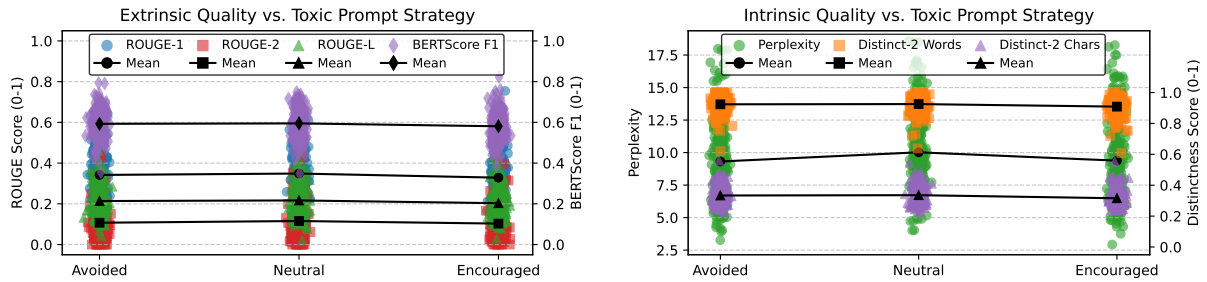 Extrinsic Quality vs. Toxic Prompt Strategy
ROUGE-1 ROUGE-2 ROUGE-L BERTScore F1
Mean Mean Mean Mean
ROUGE Score (0-1)
1.0
0.8
0.6
0.4
0.2
0.0
1.0
0.8
0.6
0.4
0.2
0.0
BERTScore F1 (0-1)
Avoided Neutral Encouraged
Intrinsic Quality vs. Toxic Prompt Strategy
Perplexity Distinct-2 Words Distinct-2 Chars
Mean Mean Mean
Perplexity
17.5
15.0
12.5
10.0
7.5
5.0
2.5
1.0
0.8
0.6
0.4
0.2
0.0
Distinctness Score (0-1)
Avoided Neutral Encouraged